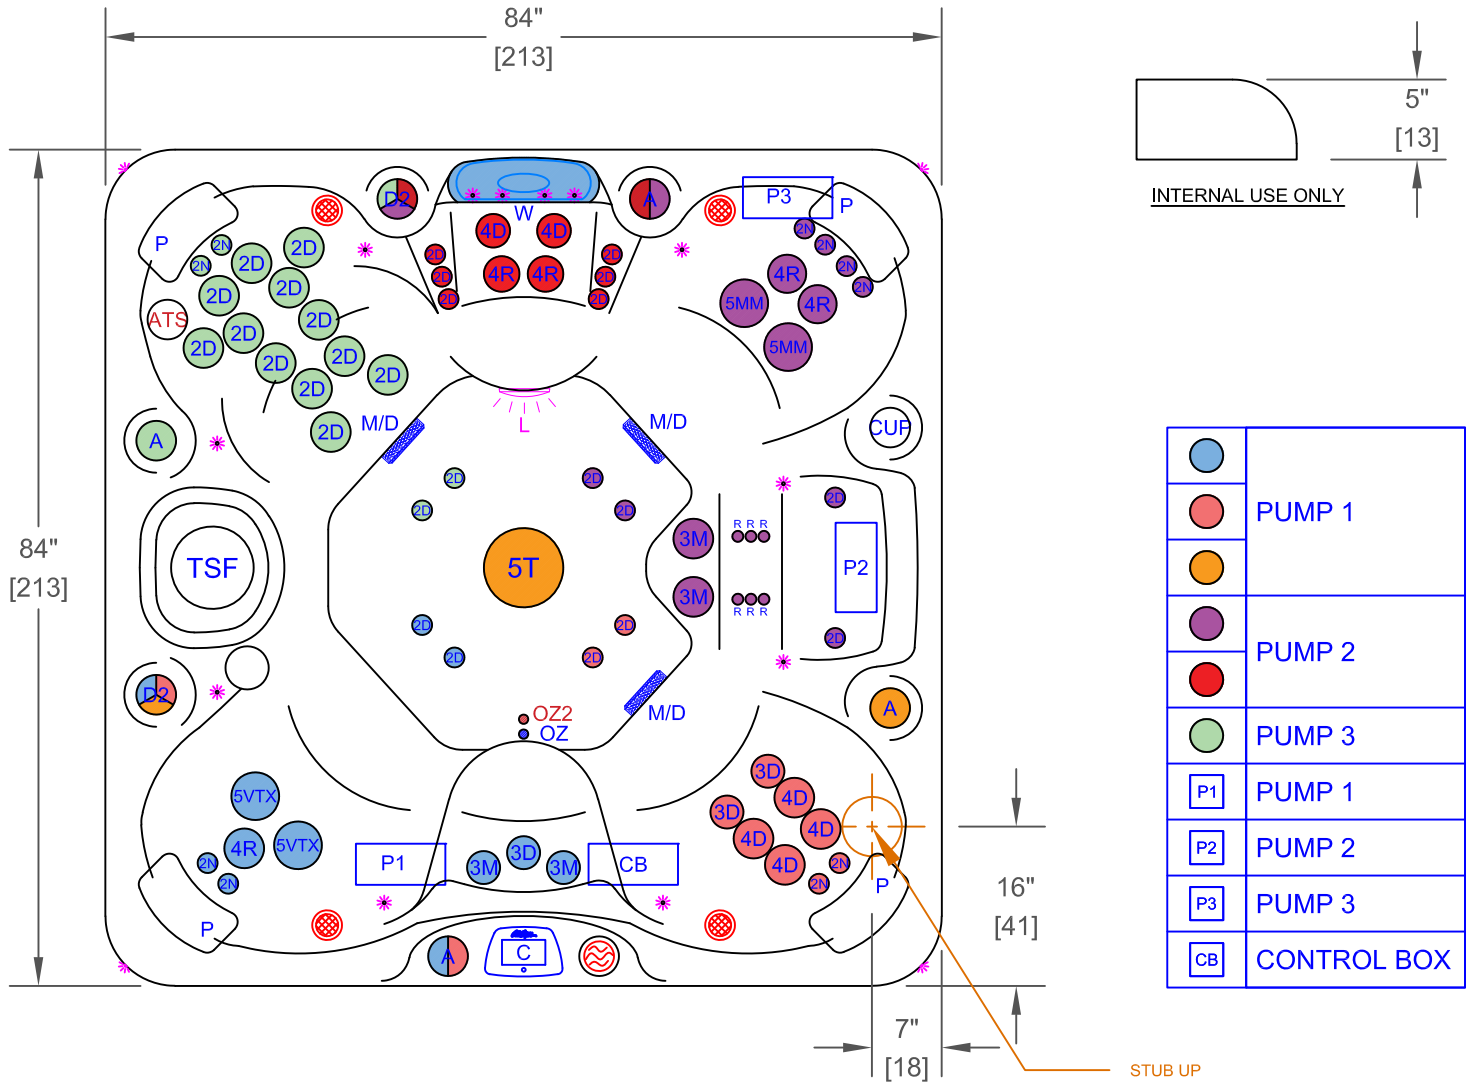 84"
[213]
5"
[13]
INTERNAL USE ONLY
D2
A
P3
P
W
4D 4D
2D 2D
P
2N
2N
2D 2D
2D 2D
2D 2D
4R 4R
2D 2D
2D 2D
2N
2N
2N
2N
4R
5MM
4R
5MM
ATS
2D
2D
2D
2D
2D
2D
2D
2D
2D
M/D
L
M/D
CUP
A
2D
2D
2D
2D
2D
R R R
3M
84"
[213]
TSF
5T
P2
3M
R R R
2D
2D
2D
2D
2D
D2
M/D
A
OZ2
OZ
5VTX
4R
5VTX
2N
2N
P1
3M
3D
3M
CB
3D
4D
3D
4D
4D
4D
2N
2N
P
P
A
C
16"
[41]
7"
[18]
STUB UP
PUMP 1
PUMP 2
PUMP 3
P1 PUMP 1
P2 PUMP 2
P3 PUMP 3
CB CONTROL BOX